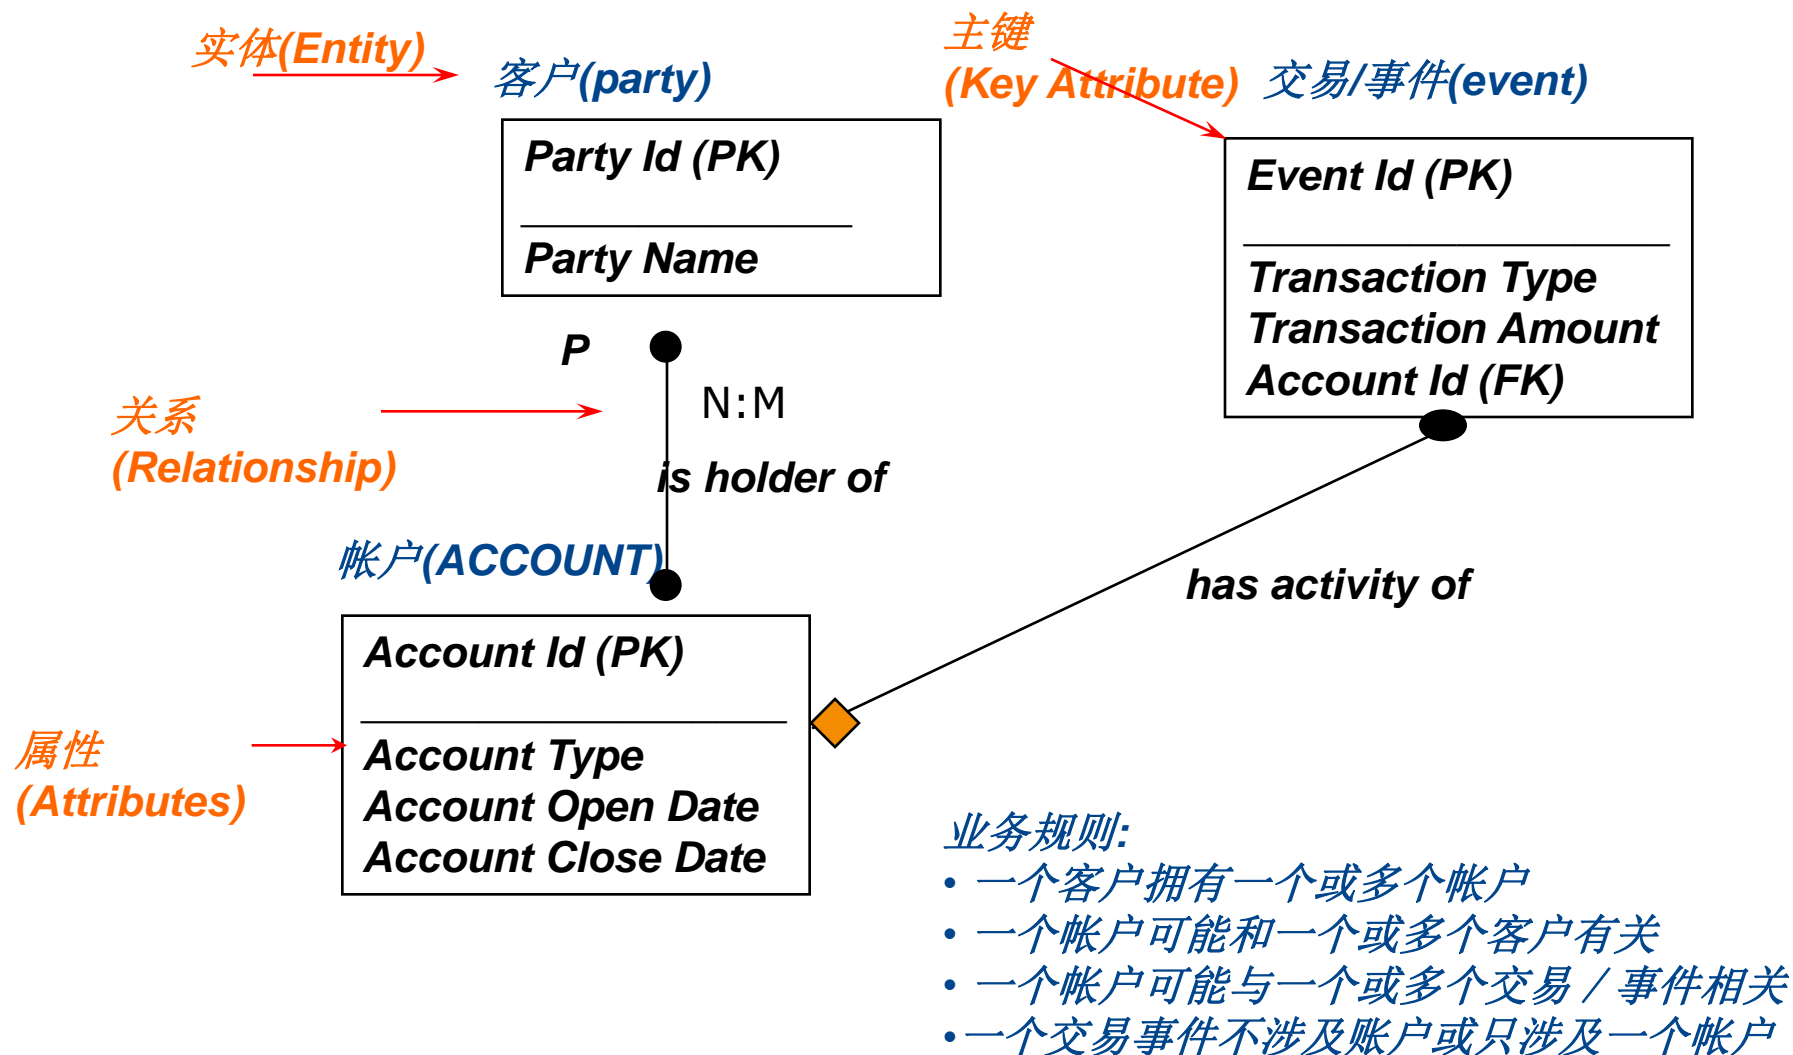 实体(Entity)
客户(party)
主键
(Key Attribute)
交易/事件(event)
Party Id (PK)
Party Name
Event Id (PK)
Transaction Type
Transaction Amount
Account Id (FK)
P
N:M
关系
(Relationship)
is holder of
帐户(ACCOUNT)
has activity of
Account Id (PK)
属性
(Attributes)
Account Type
Account Open Date
Account Close Date
业务规则:
• 一个客户拥有一个或多个帐户
• 一个帐户可能和一个或多个客户有关
• 一个帐户可能与一个或多个交易／事件相关
•一个交易事件不涉及账户或只涉及一个帐户